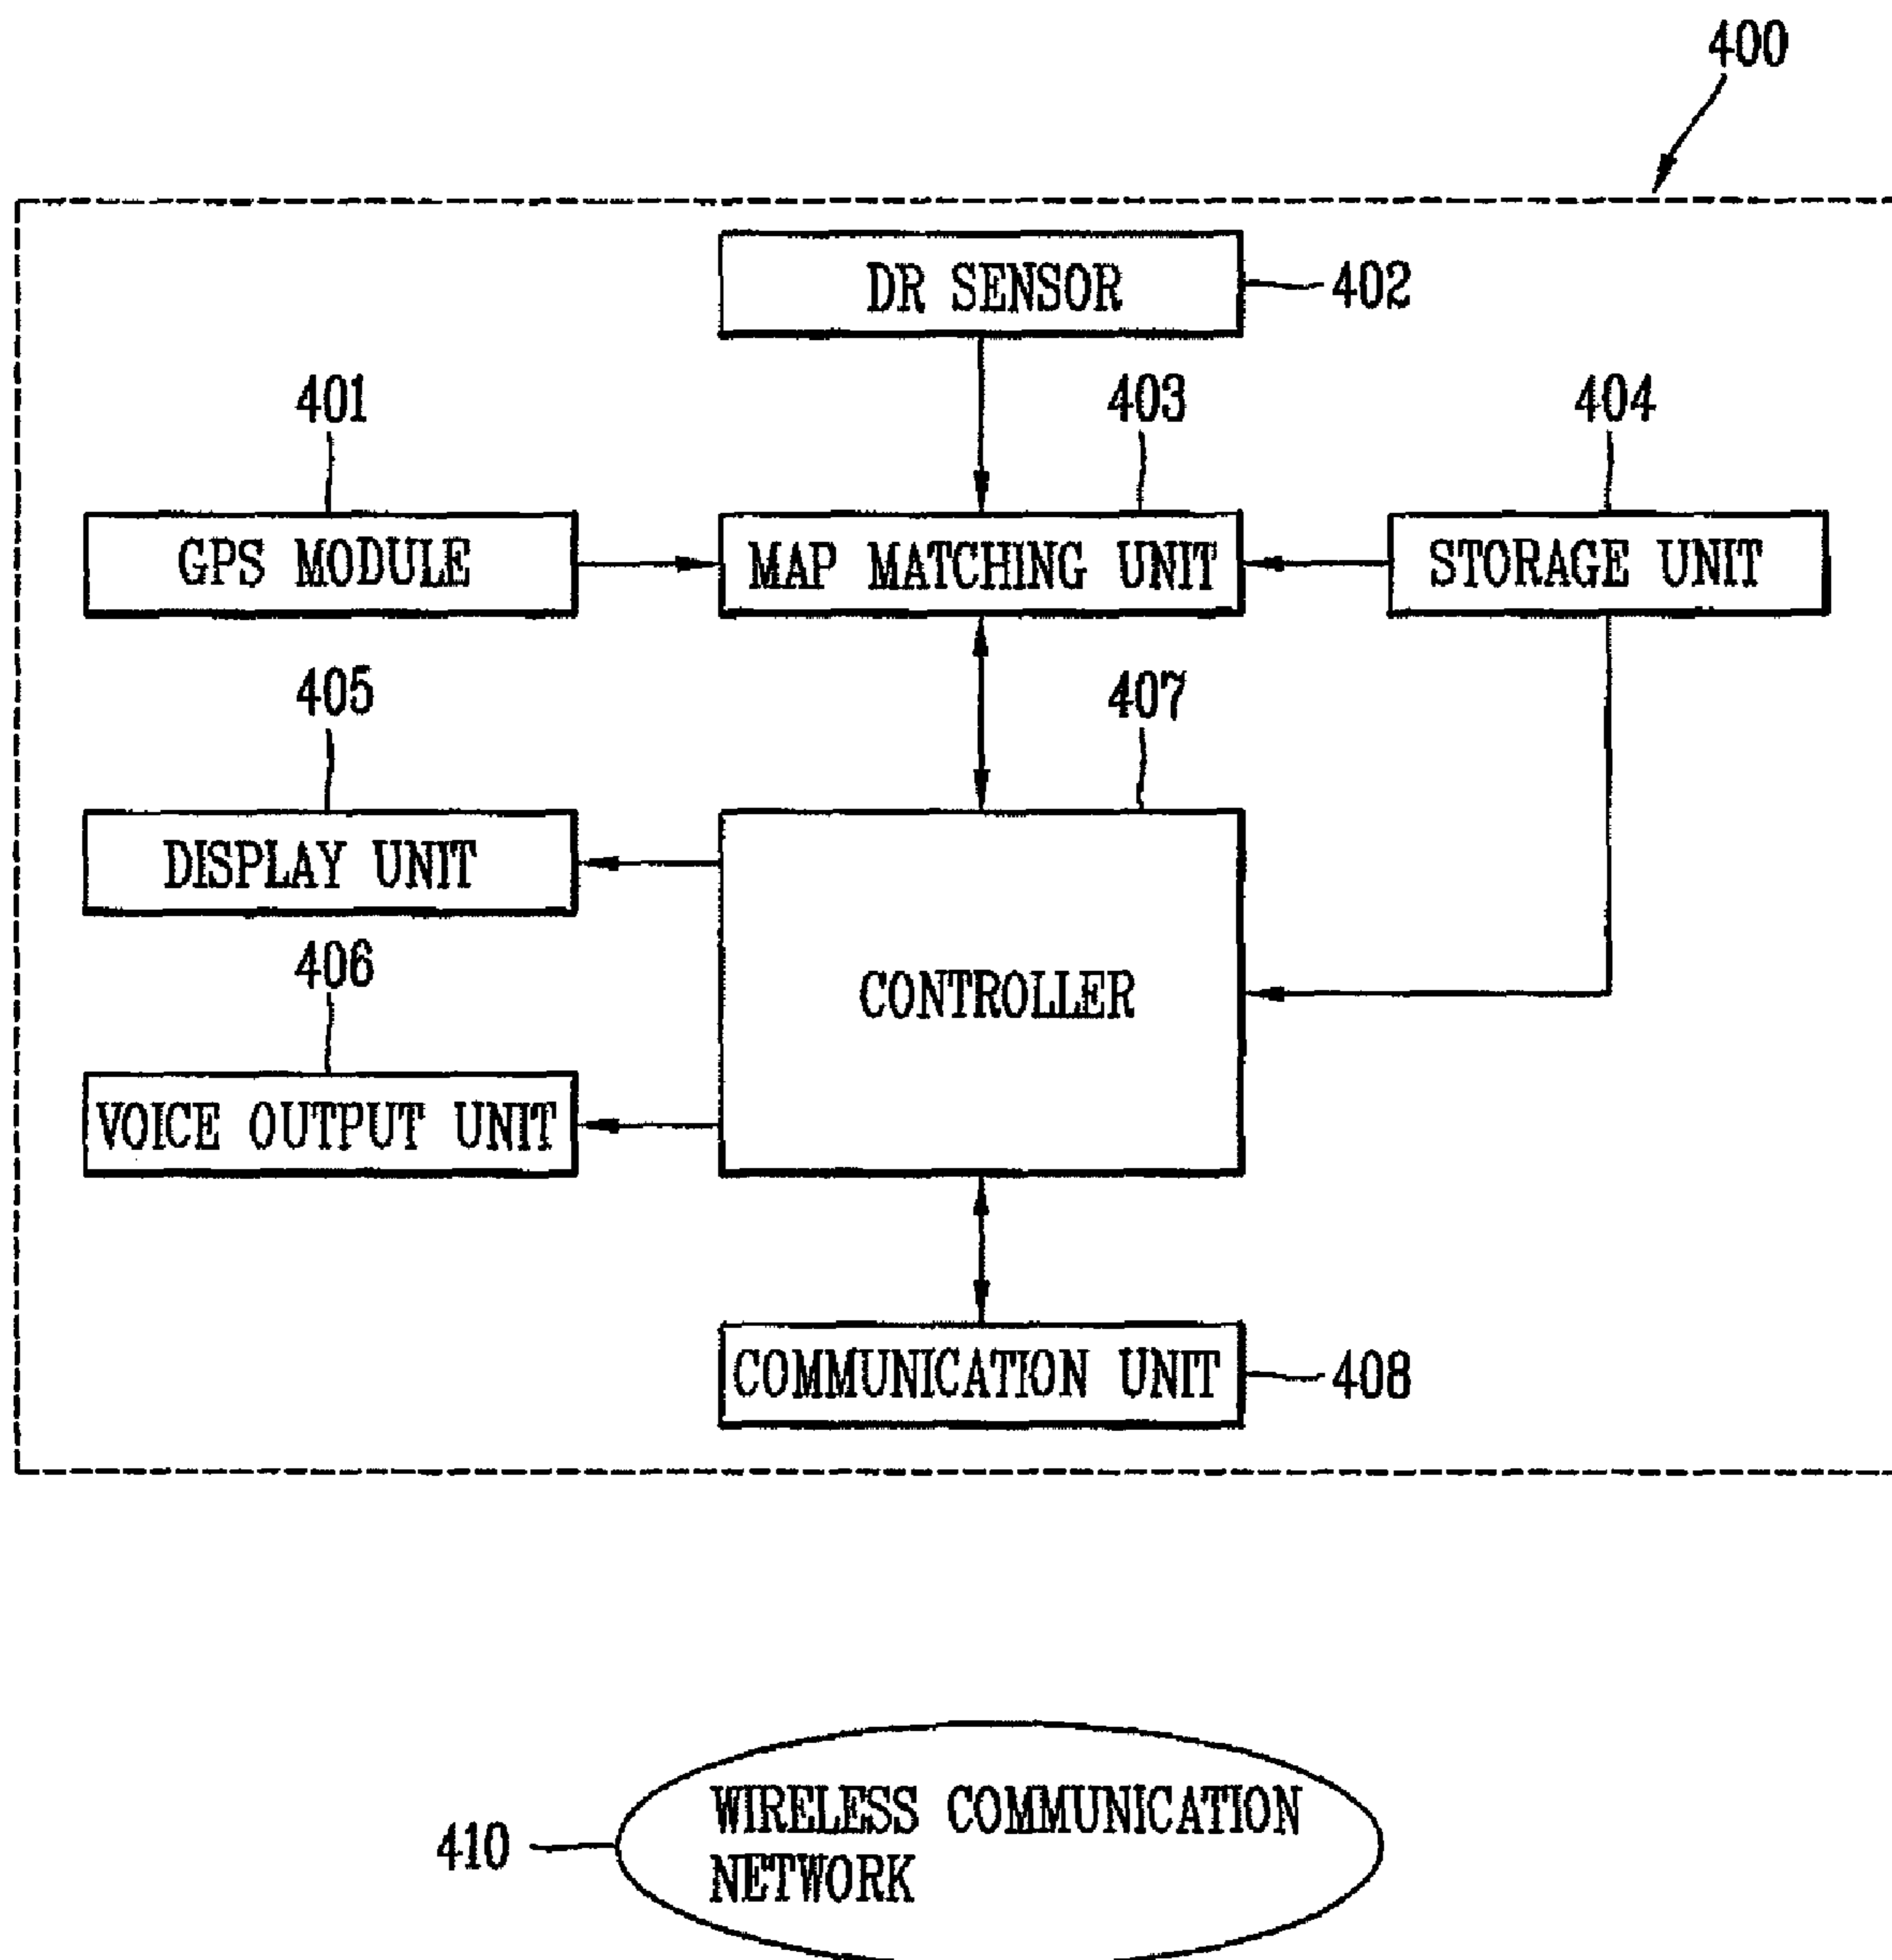 400
DR SENSOR
402
401
403
404
GPS MODULE
MAP MATCHING UNIT
STORAGE UNIT
405
407
DISPLAY UNIT
406
CONTROLLER
VOICE OUTPUT UNIT
COMMUNICATION UNIT
408
WIRELESS COMMUNICATION
NETWORK
410